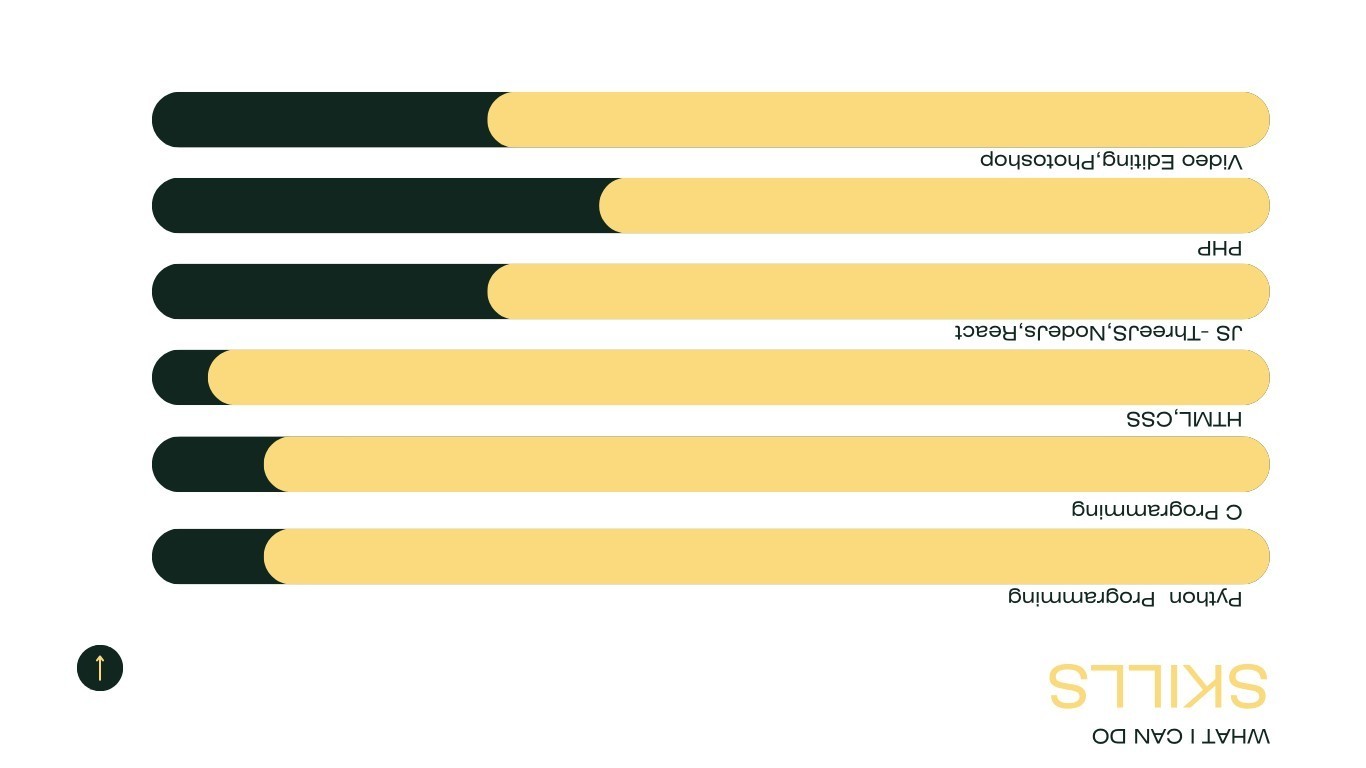 WHAT I CAN DO
SKILLS
Python Programming
C Programming
HTML,CSS
JS -ThreeJS,NodeJs,React
PHP
Video Editing,Photoshop